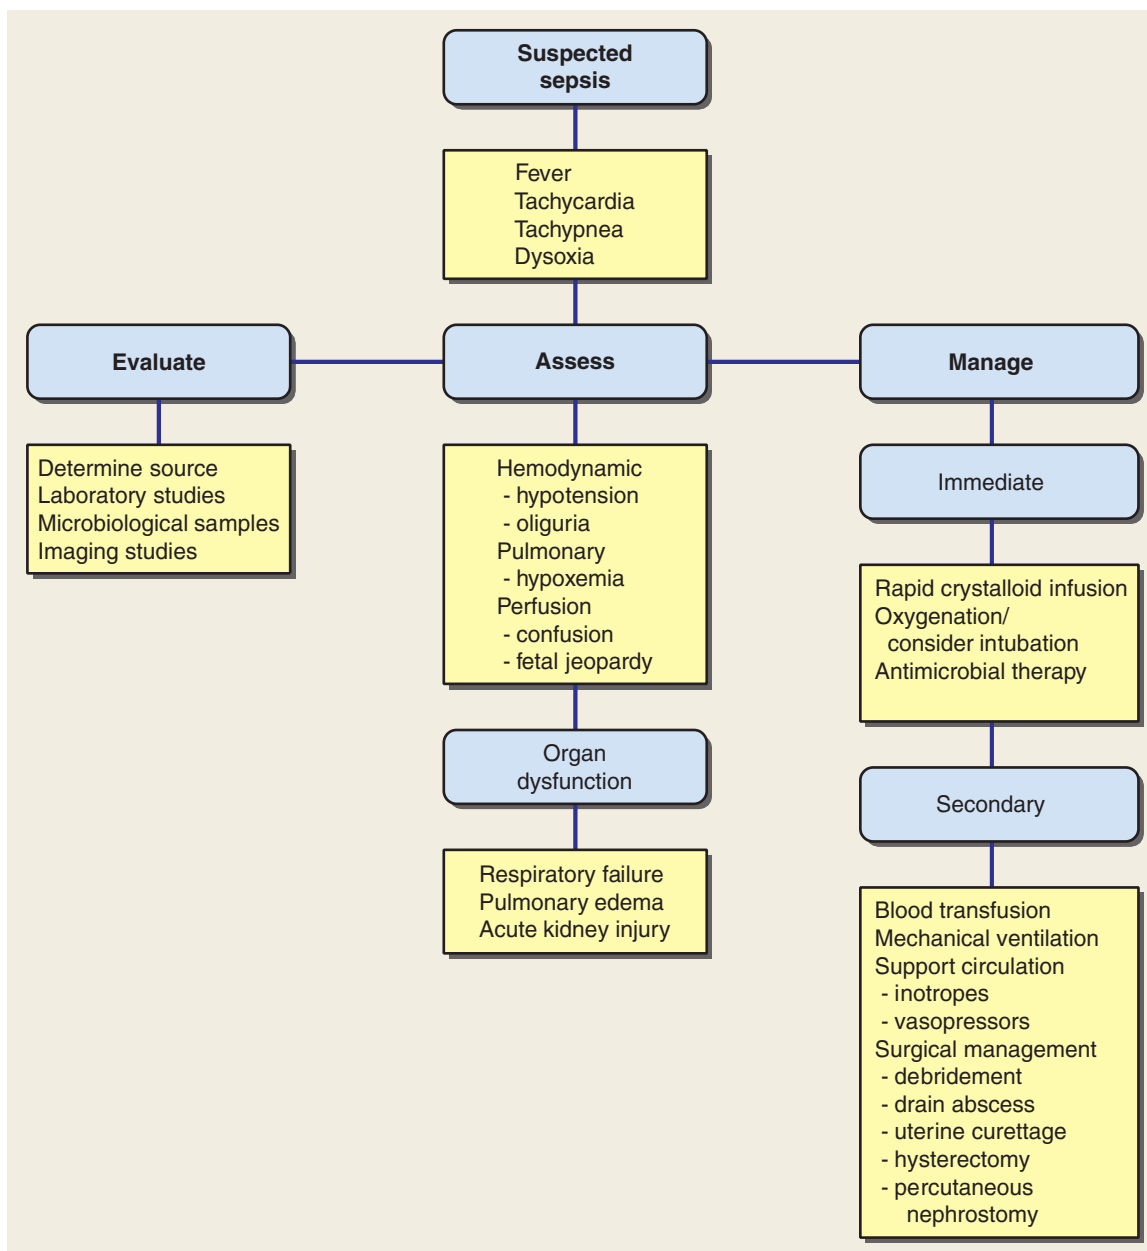 Suspected
sepsis
Fever
Tachycardia
Tachypnea
Dysoxia
Evaluate
Assess
Manage
Determine source
Laboratory studies
Microbiological samples
Imaging studies
Hemodynamic
- hypotension
- oliguria
Pulmonary
- hypoxemia
Perfusion
- confusion
- fetal jeopardy
Organ
dysfunction
Respiratory failure
Pulmonary edema
Acute kidney injury
Immediate
Rapid crystalloid infusion
Oxygenation/
consider intubation
Antimicrobial therapy
Secondary
Blood transfusion
Mechanical ventilation
Support circulation
- inotropes
- vasopressors
Surgical management
- debridement
- drain abscess
- uterine curettage
- hysterectomy
- percutaneous
nephrostomy